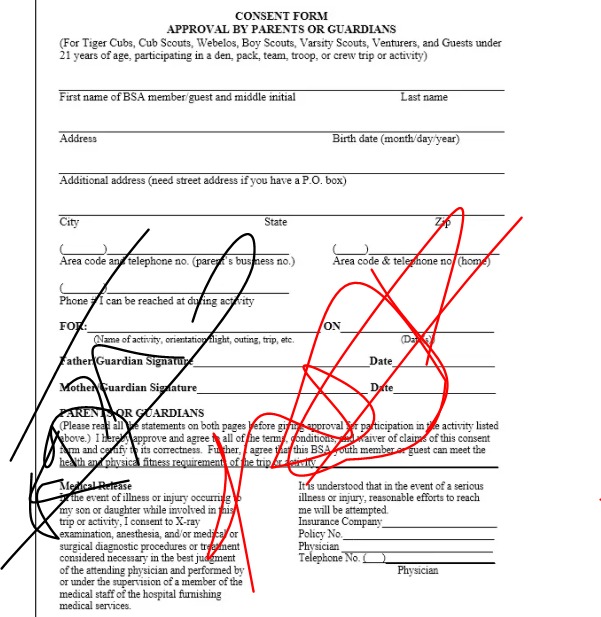 CONSENT FORM
APPROVAL BY PARENTS OR GUARDIANS
(For Tiger Cubs, Cub Scouts, Webelos, Boy Scouts, Varsity Scouts, Venturers, and Guests under
21 years of age, participating in a den, pack, team, troop, or crew trip or activity)
First name of BSA member/guest and middle initial Last name
Address Birth date (month/day/year)
Additional address (need street address if you have a P.O. box)
City State Zip
(____) (____)
Area code and telephone no. (parent's business no.) Area code & telephone no. (home)
(____)
Phone # I can be reached at during activity
FOR: ON
(Name of activity, orientation flight, outing, trip, etc. (Date(s))
Father/Guardian Signature Date
Mother/Guardian Signature Date
PARENTS OR GUARDIANS
(Please read all the statements on both pages before giving approval for participation in the activity listed
above.) I hereby approve and agree to all of the terms, conditions, and waiver of claims of this consent
form and certify to its correctness. Further, I agree that this BSA youth member or guest can meet the
health and physical fitness requirements of the trip or activity.
Medical Release
In the event of illness or injury occurring to
my son or daughter while involved in this
trip or activity, I consent to X-ray
examination, anesthesia, and/or medical or
surgical diagnostic procedures or treatment
considered necessary in the best judgment
of the attending physician and performed by
or under the supervision of a member of the
medical staff of the hospital furnishing
medical services.
It is understood that in the event of a serious
illness or injury, reasonable efforts to reach
me will be attempted.
Insurance Company
Policy No.
Physician
Telephone No. (___)
Physician